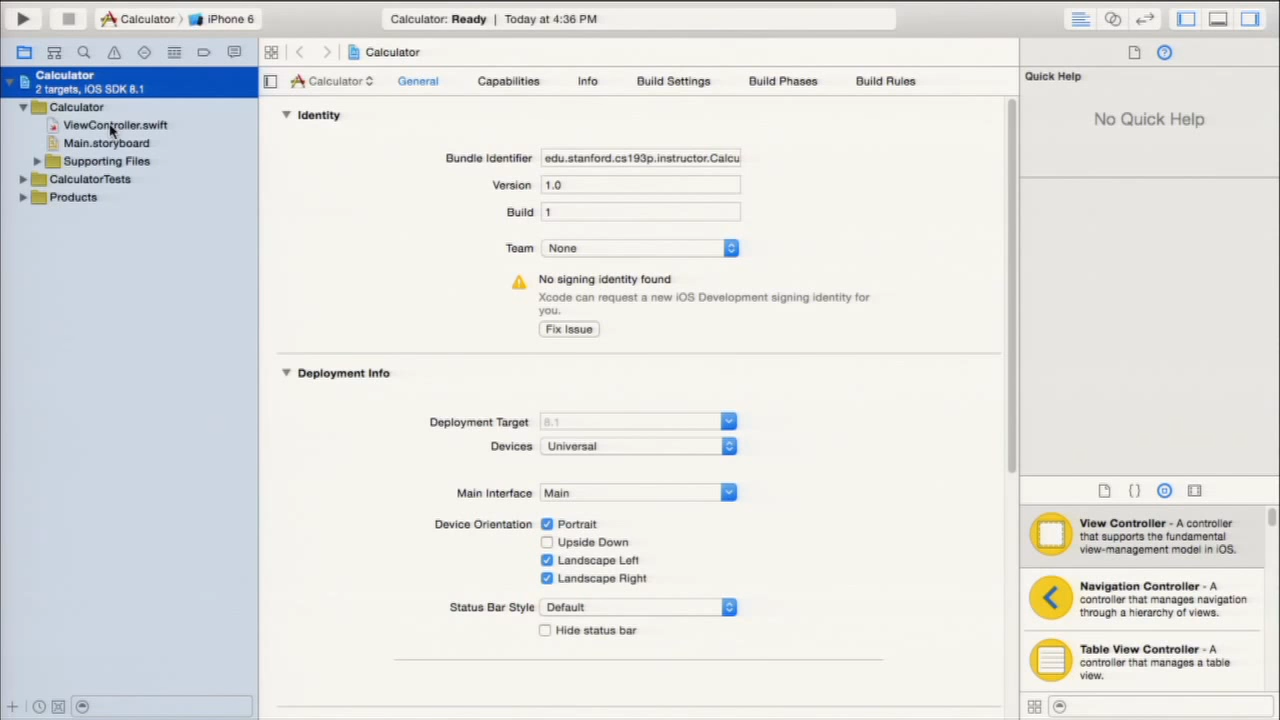 Calculator
iPhone 6
Calculator: Ready | Today at 4:36 PM
Calculator
Calculator
2 targets, iOS SDK 8.1
Calculator
ViewController.swift
Main.storyboard
Supporting Files
CalculatorTests
Products
Calculator
General
Capabilities
Info
Build Settings
Build Phases
Build Rules
Identity
Bundle Identifier edu.stanford.cs193p.instructor.Calcu
Version 1.0
Build 1
Team None
No signing identity found
Xcode can request a new iOS Development signing identity for
you.
Fix Issue
Deployment Info
Deployment Target 8.1
Devices Universal
Main Interface Main
Device Orientation Portrait
Upside Down
Landscape Left
Landscape Right
Status Bar Style Default
Hide status bar
Quick Help
No Quick Help
View Controller - A controller
that supports the fundamental
view-management model in iOS.
Navigation Controller - A
controller that manages navigation
through a hierarchy of views.
Table View Controller - A
controller that manages a table
view.